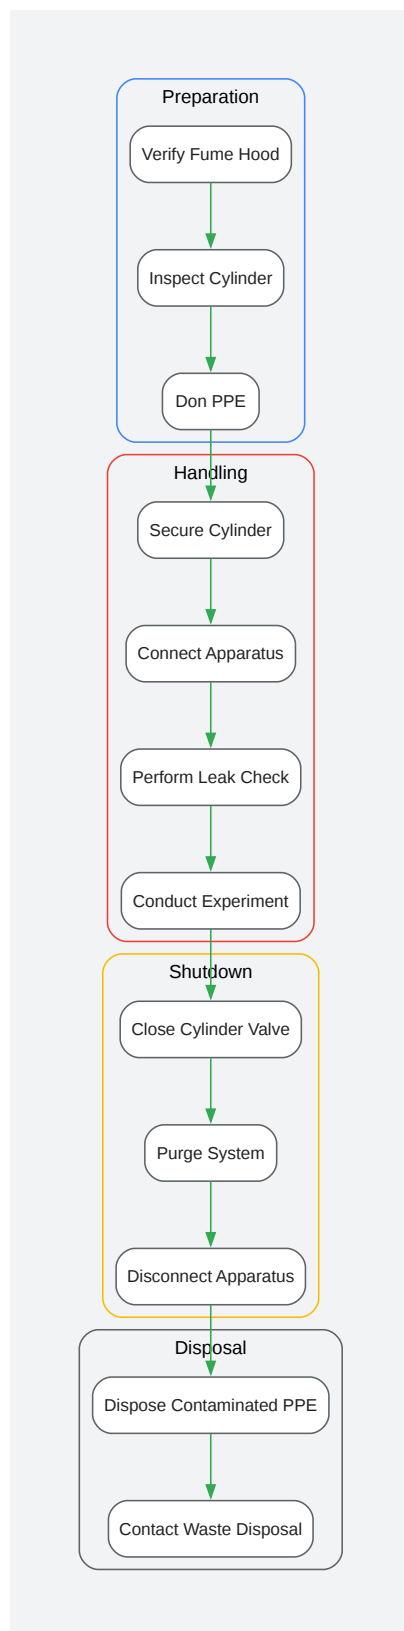 Preparation
Verify Fume Hood
Inspect Cylinder
Don PPE
Handling
Secure Cylinder
Connect Apparatus
Perform Leak Check
Conduct Experiment
Shutdown
Close Cylinder Valve
Purge System
Disconnect Apparatus
Disposal
Dispose Contaminated PPE
Contact Waste Disposal